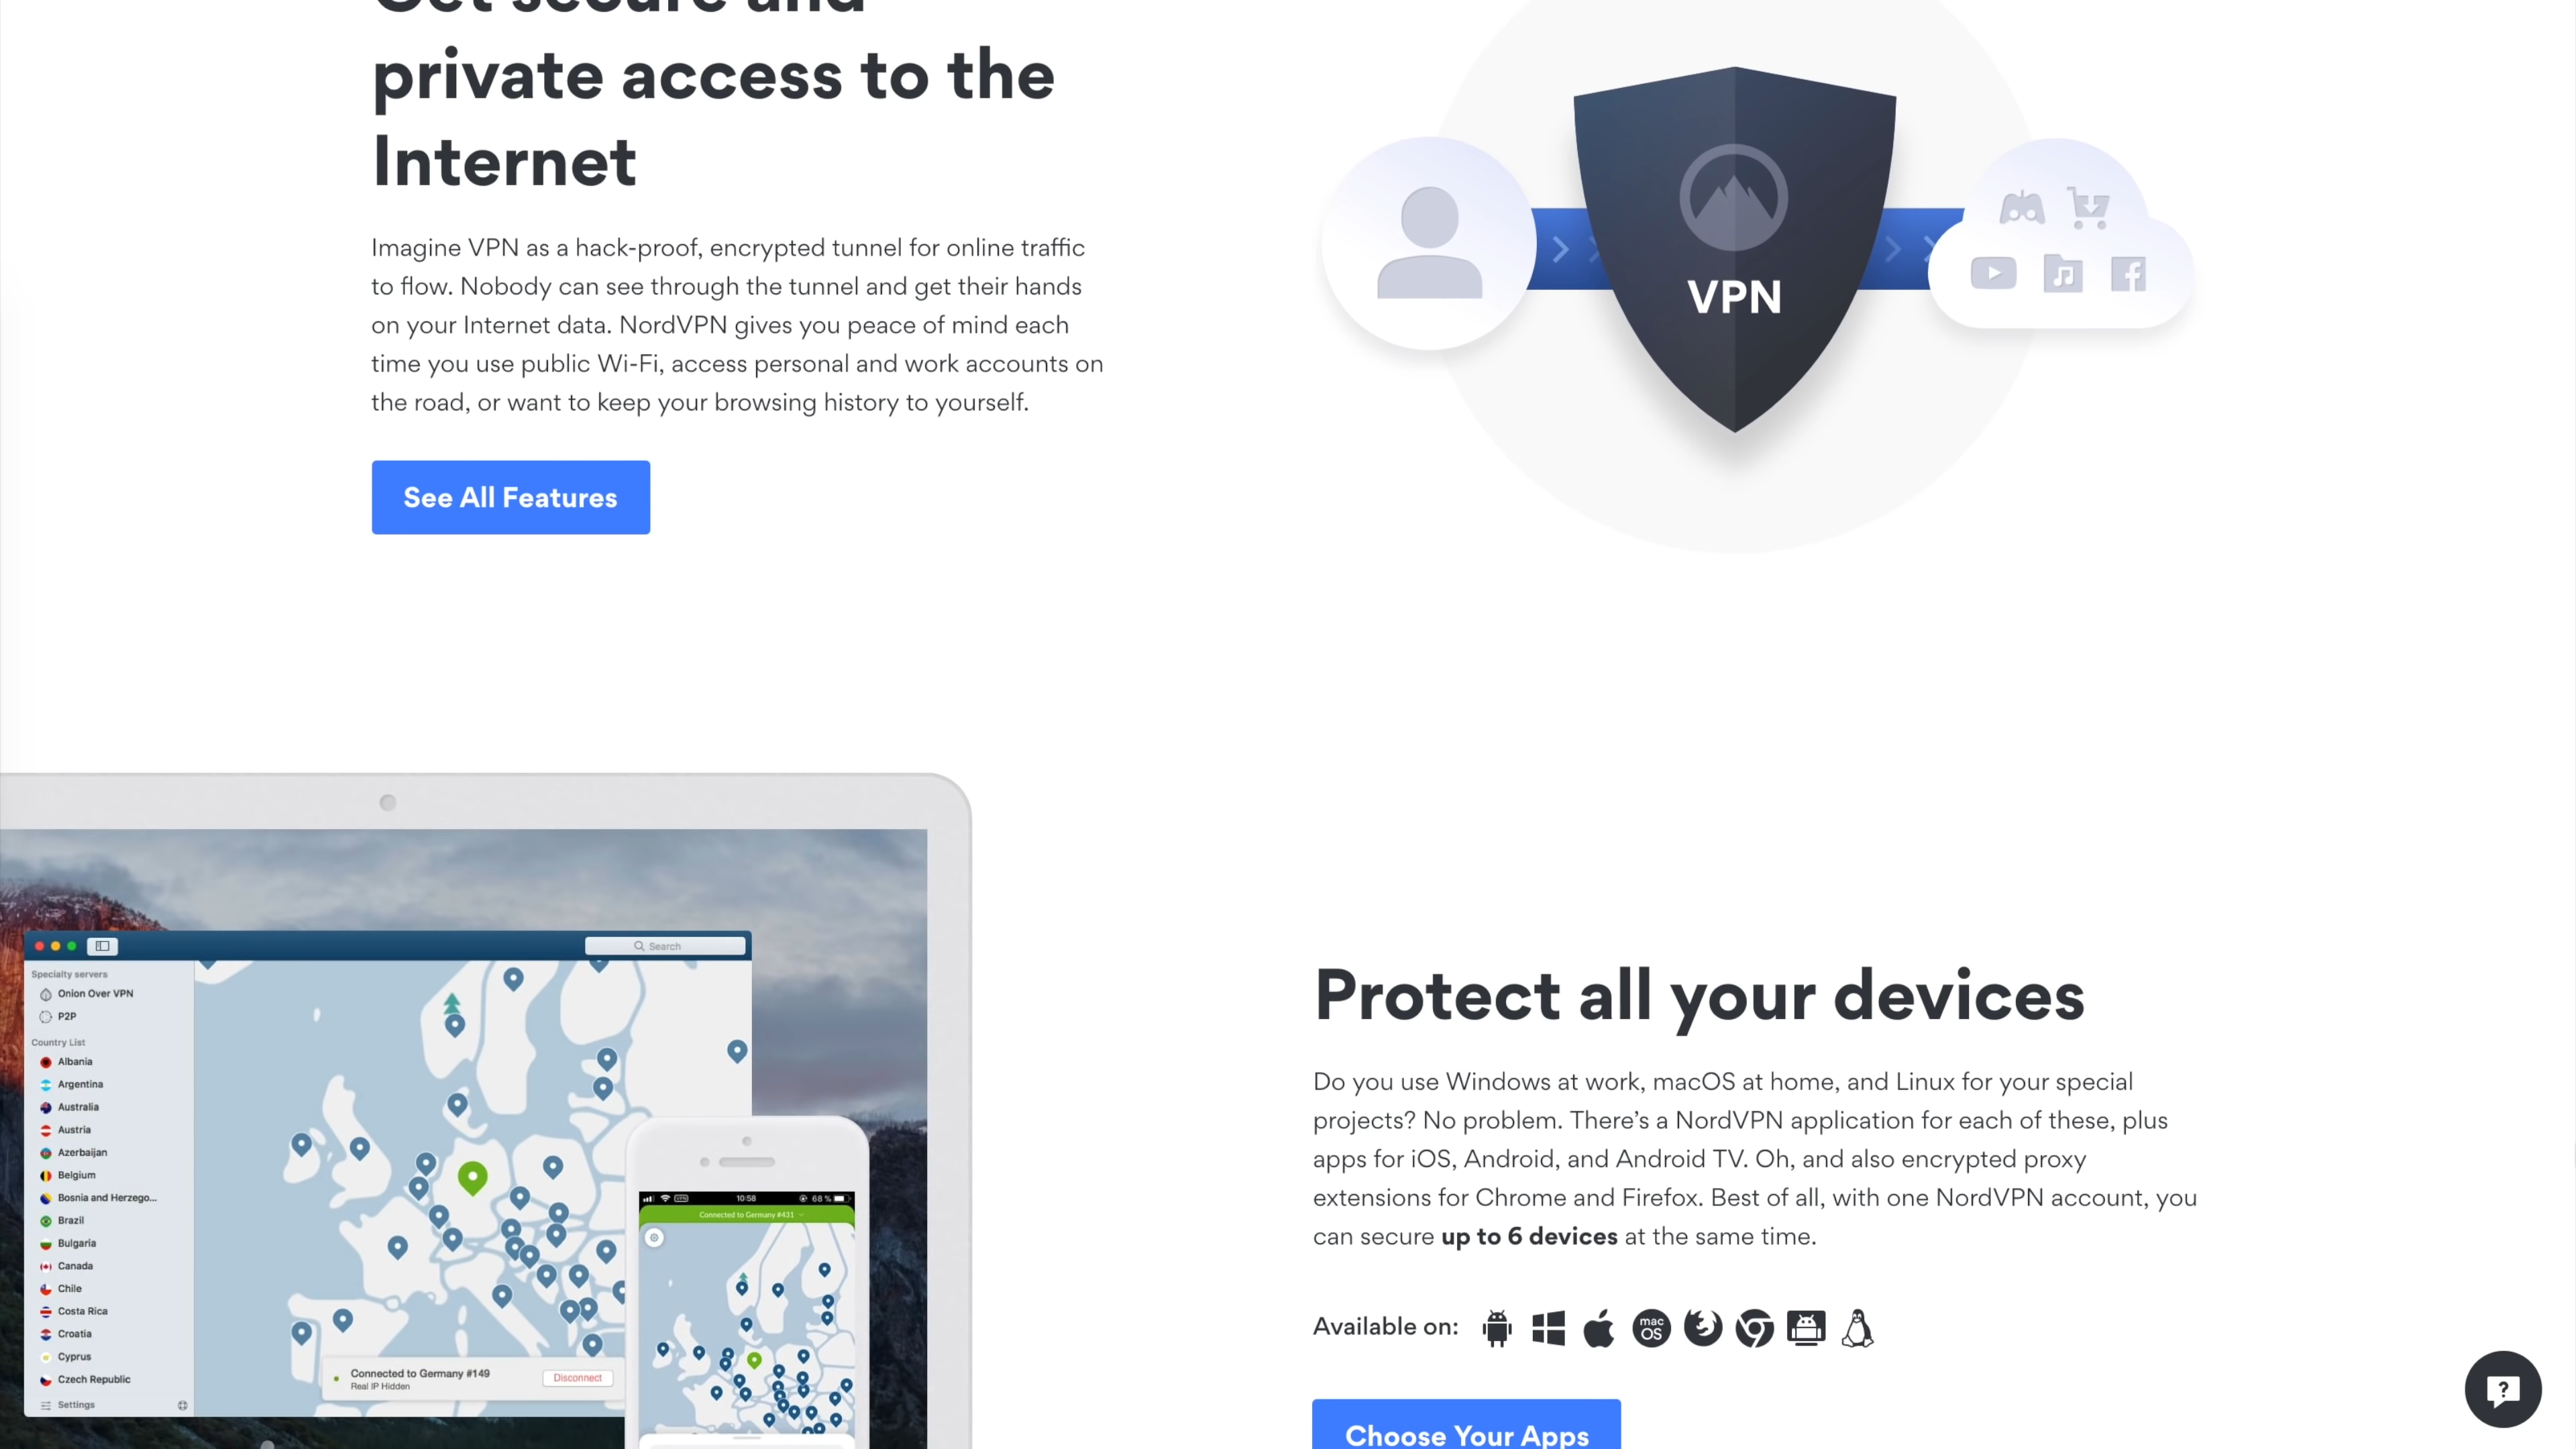 Get secure and
private access to the
Internet
Imagine VPN as a hack-proof, encrypted tunnel for online traffic
to flow. Nobody can see through the tunnel and get their hands
on your Internet data. NordVPN gives you peace of mind each
time you use public Wi-Fi, access personal and work accounts on
the road, or want to keep your browsing history to yourself.
See All Features
VPN
Search
Specialty servers
Onion Over VPN
P2P
Country List
Albania
Argentina
Australia
Austria
Azerbaijan
Belgium
Bosnia and Herzego...
Brazil
Bulgaria
Canada
Chile
Costa Rica
Croatia
Cyprus
Czech Republic
Settings
Connected to Germany #149
Real IP Hidden
Disconnect
VPN
10:58
68 %
Connected to Germany #431
Protect all your devices
Do you use Windows at work, macOS at home, and Linux for your special
projects? No problem. There’s a NordVPN application for each of these, plus
apps for iOS, Android, and Android TV. Oh, and also encrypted proxy
extensions for Chrome and Firefox. Best of all, with one NordVPN account, you
can secure up to 6 devices at the same time.
Available on:
mac
OS
Choose Your Apps
?